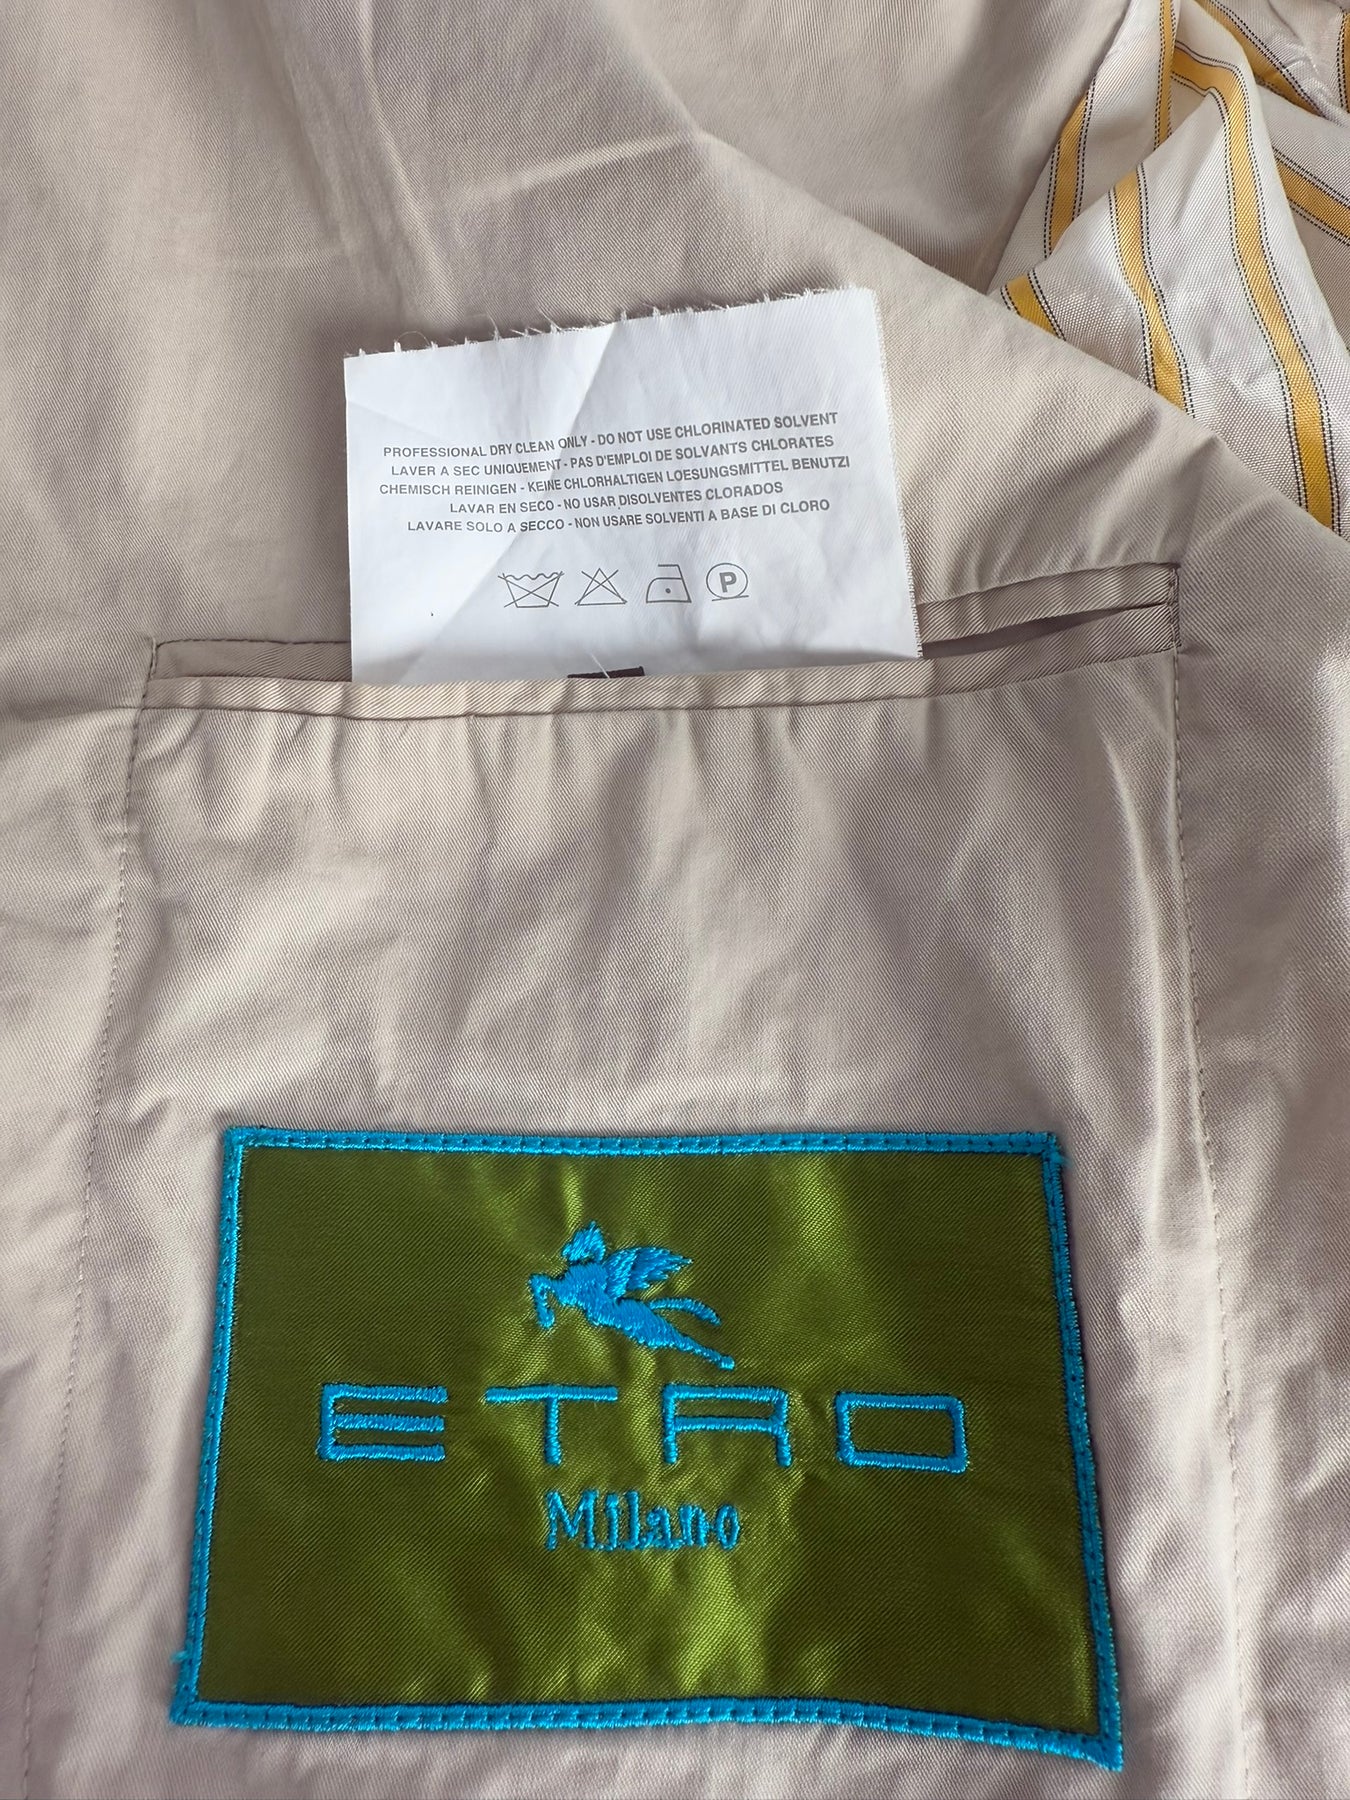 PROFESSIONAL DRY CLEAN ONLY - DO NOT USE CHLORINATED SOLVENT
LAVER A SEC UNIQUEMENT - PAS D'EMPLOI DE SOLVANTS CHLORATES
CHEMISCH REINIGEN - KEINE CHLORHALTIGEN LOESUNGSMITTEL BENUTZI
LAVAR EN SECO - NO USAR DISOLVENTES CLORADOS
LAVARE SOLO A SECCO - NON USARE SOLVENTI A BASE DI CLORO
P
ETRO
Milano